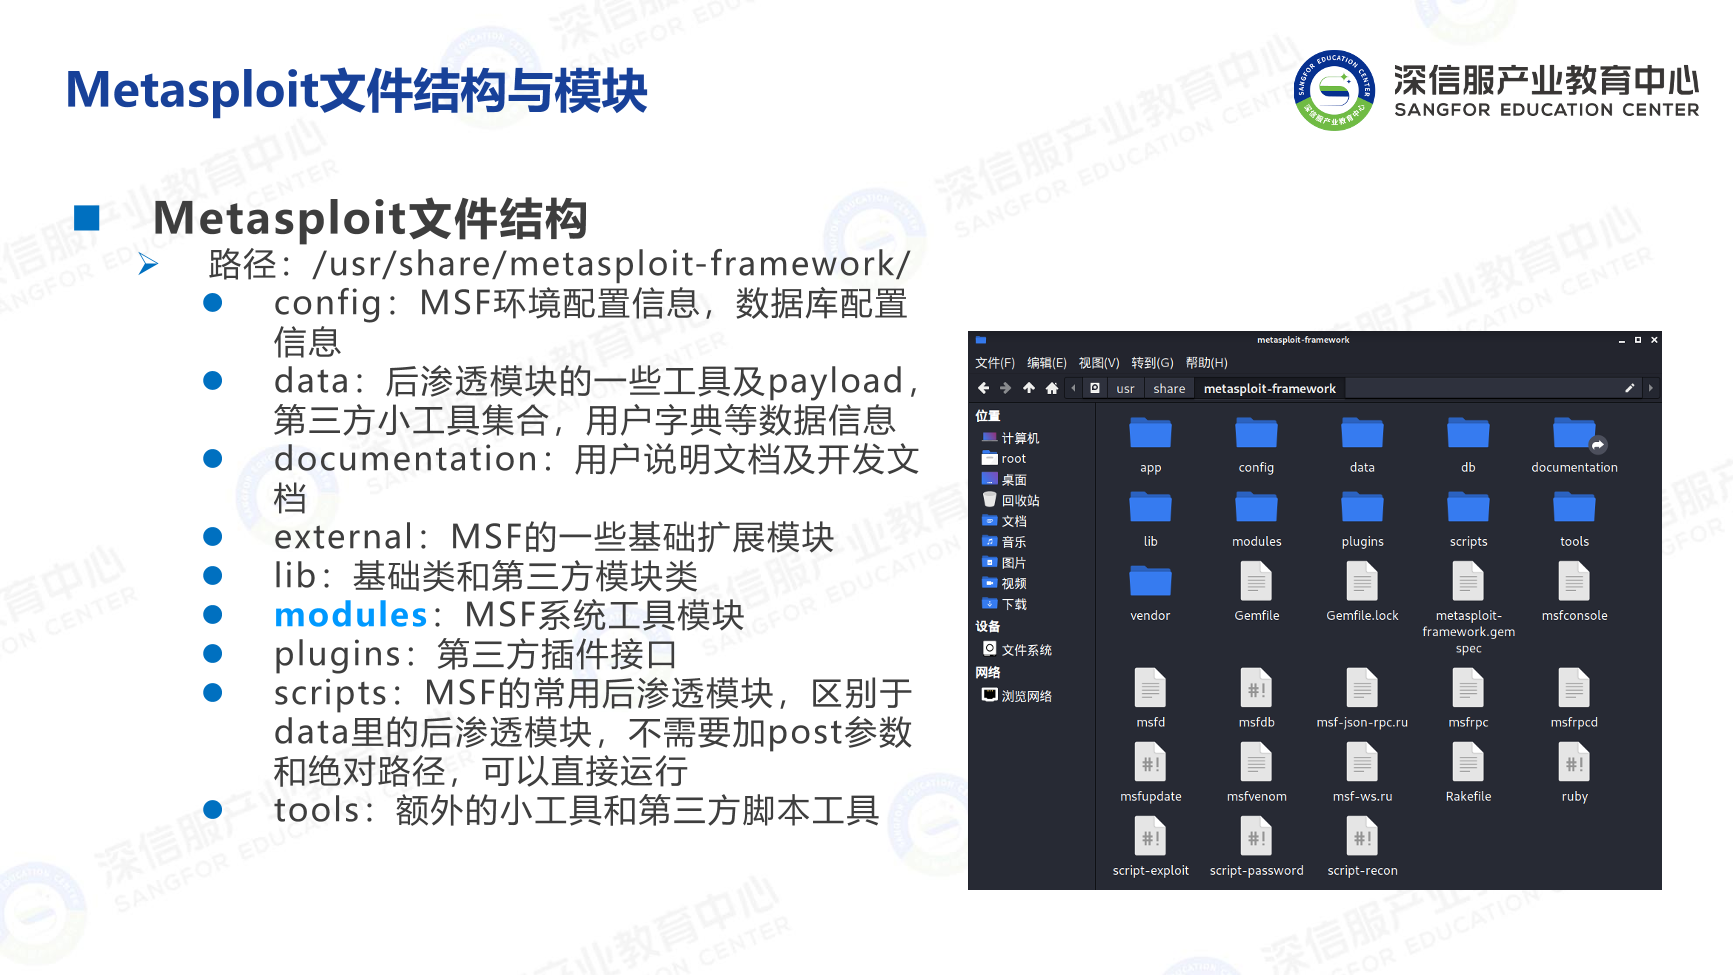 Metasploit文件结构与模块
深信服产业教育中心
SANGFOR EDUCATION CENTER
Metasploit文件结构
路径：/usr/share/metasploit-framework/
config：MSF环境配置信息，数据库配置
信息
data：后渗透模块的一些工具及payload，
第三方小工具集合，用户字典等数据信息
documentation：用户说明文档及开发文
档
external：MSF的一些基础扩展模块
lib：基础类和第三方模块类
modules：MSF系统工具模块
plugins：第三方插件接口
scripts：MSF的常用后渗透模块，区别于
data里的后渗透模块，不需要加post参数
和绝对路径，可以直接运行
tools：额外的小工具和第三方脚本工具
metasploit-framework
文件(F) 编辑(E) 视图(V) 转到(G) 帮助(H)
usr share metasploit-framework
位置
计算机
root
桌面
回收站
文档
音乐
图片
视频
下载
设备
文件系统
网络
浏览网络
app config data db documentation
lib modules plugins scripts tools
vendor Gemfile Gemfile.lock metasploit-framework.gemspec msfconsole
msfd msfdb msf-json-rpc.ru msfrpc msfrpcd
msfupdate msfvenom msf-ws.ru Rakefile ruby
script-exploit script-password script-recon